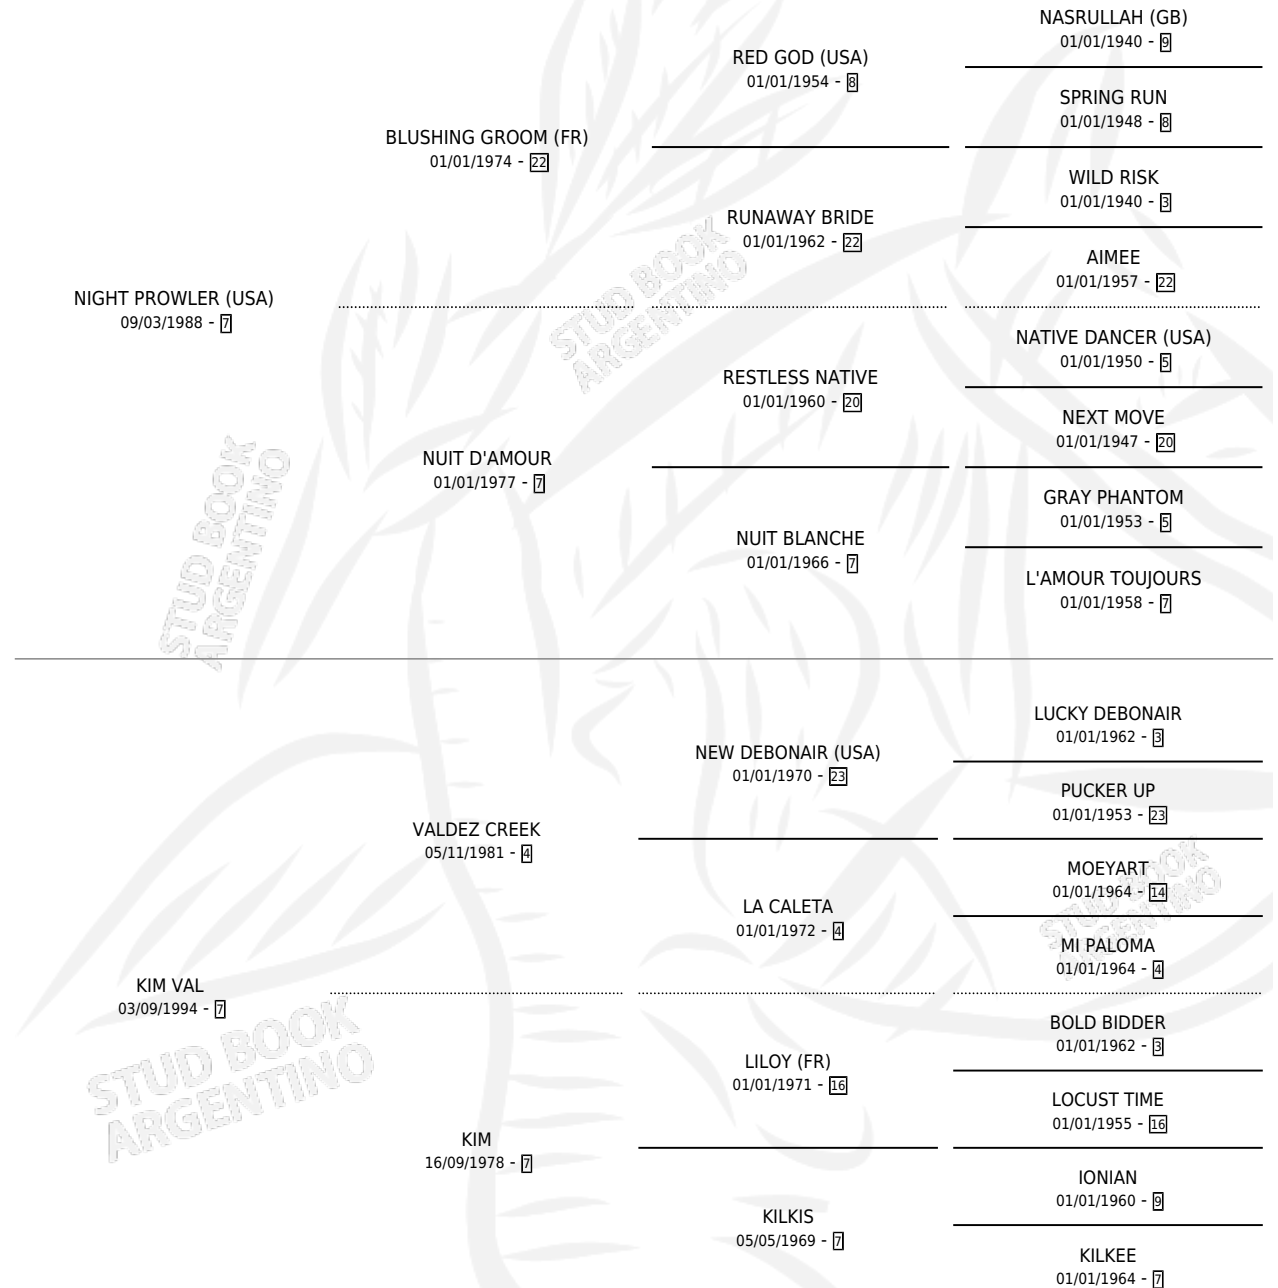 NASRULLAH (GB)
01/01/1940 - 9
RED GOD (USA)
01/01/1954 - 8
SPRING RUN
01/01/1948 - 8
BLUSHING GROOM (FR)
01/01/1974 - 22
WILD RISK
01/01/1940 - 3
RUNAWAY BRIDE
01/01/1962 - 22
AIMEE
01/01/1957 - 22
NIGHT PROWLER (USA)
09/03/1988 - 7
NATIVE DANCER (USA)
01/01/1950 - 5
RESTLESS NATIVE
01/01/1960 - 20
NEXT MOVE
01/01/1947 - 20
NUIT D'AMOUR
01/01/1977 - 7
GRAY PHANTOM
01/01/1953 - 5
NUIT BLANCHE
01/01/1966 - 7
L'AMOUR TOUJOURS
01/01/1958 - 7
LUCKY DEBONAIR
01/01/1962 - 3
NEW DEBONAIR (USA)
01/01/1970 - 23
PUCKER UP
01/01/1953 - 23
VALDEZ CREEK
05/11/1981 - 4
MOEYART
01/01/1964 - 14
LA CALETA
01/01/1972 - 4
MI PALOMA
01/01/1964 - 4
KIM VAL
03/09/1994 - 7
BOLD BIDDER
01/01/1962 - 3
LILOY (FR)
01/01/1971 - 16
LOCUST TIME
01/01/1955 - 16
KIM
16/09/1978 - 7
IONIAN
01/01/1960 - 9
KILKIS
05/05/1969 - 7
KILKEE
01/01/1964 - 7
STUD BOOK
ARGENTINO
STUD BOOK
ARGENTINO
STUD BOOK
ARGENTINO
STUD BOOK
ARGENTINO